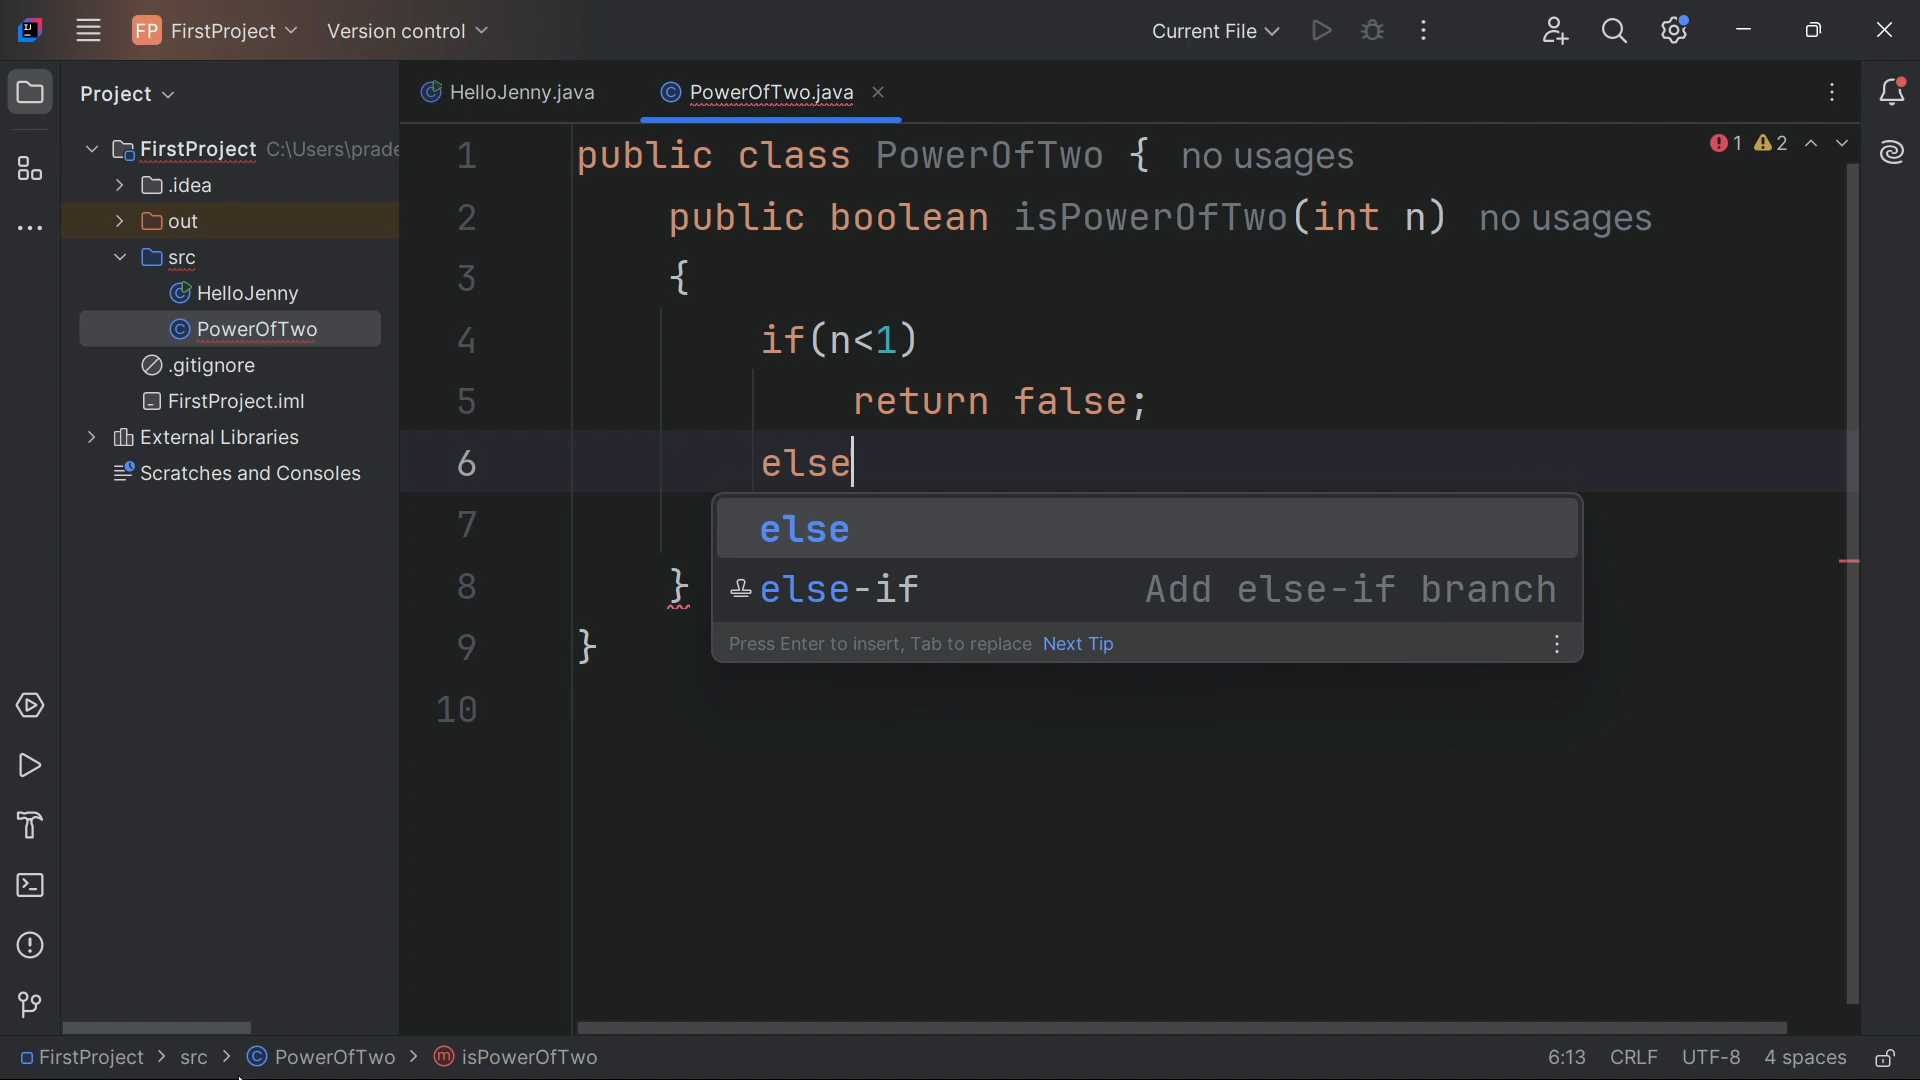 FP FirstProject Version control Current File
Project
HelloJenny.java PowerOfTwo.java
FirstProject C:\Users\prade
.idea
out
src
HelloJenny
PowerOfTwo
.gitignore
FirstProject.iml
External Libraries
Scratches and Consoles
1 public class PowerOfTwo { no usages
2 public boolean isPowerOfTwo(int n) no usages
3 {
4 if(n<1)
5 return false;
6 else
7
8 }
9 }
10
1 2
else
else-if Add else-if branch
Press Enter to insert, Tab to replace Next Tip
FirstProject > src > PowerOfTwo > isPowerOfTwo
6:13 CRLF UTF-8 4 spaces